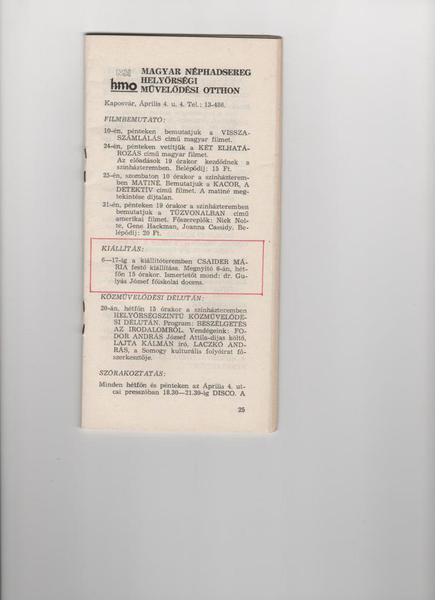 hmo
MAGYAR NÉPHADSEREG
HELYŐRSÉGI
MŰVELŐDÉSI OTTHON
Kaposvár, Április 4. u. 4. Tel.: 13-486.
FILMBEMUTATÓ:
10-én, pénteken bemutatjuk a VISSZA-
SZÁMLÁLÁS című magyar filmet.
24-én, pénteken vetítjük a KÉT ELHATÁ-
ROZÁS című magyar filmet.
Az előadások 19 órakor kezdődnek a
színházteremben. Belépődíj: 15 Ft.
25-én, szombaton 10 órakor a színházterem-
ben MATINÉ. Bemutatjuk a KACOR, A
DETEKTÍV című filmet. A matiné meg-
tekintése díjtalan.
31-én, pénteken 19 órakor a színházteremben
bemutatjuk a TŰZVONALBAN című
amerikai filmet. Főszereplők: Nick Nol-
te, Gene Hackman, Joanna Cassidy. Be-
lépődíj: 20 Ft.
KIÁLLÍTÁS:
6—17-ig a kiállítóteremben CSAIDER MÁ-
RIA festő kiállítása. Megnyitó 6-án, hét-
főn 15 órakor. Ismertetőt mond: dr. Gu-
lyás József főiskolai docens.
KÖZMŰVELŐDÉSI DÉLUTÁN:
20-án, hétfőn 15 órakor a színházteremben
HELYŐRSÉGSZINTŰ KÖZMŰVELŐDÉ-
SI DÉLUTÁN. Program: BESZÉLGETÉS
AZ IRODALOMRÓL. Vendégeink: FO-
DOR ANDRÁS József Attila-díjas költő,
LAJTA KÁLMÁN író, LACZKÓ AND-
RÁS, a Somogy kulturális folyóirat fő-
szerkesztője.
SZÓRAKOZTATÁS:
Minden hétfőn és pénteken az Április 4. ut-
cai presszóban 18.30—21.30-ig DISCO. A
25